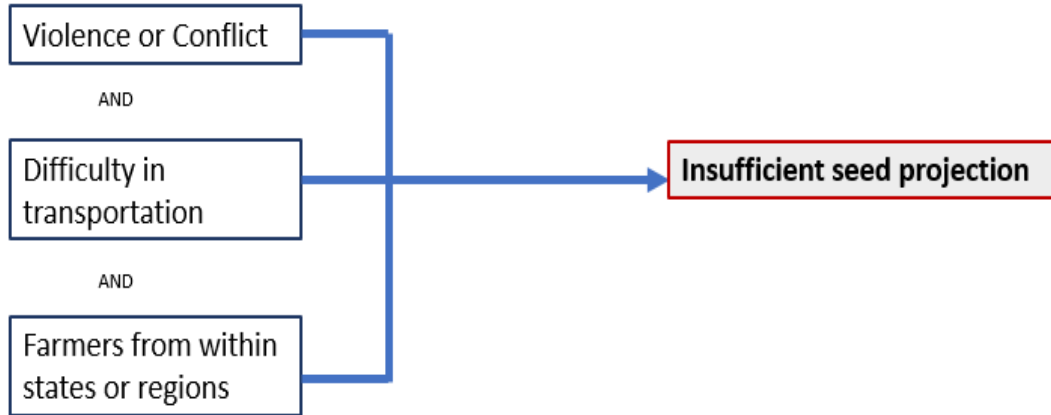 Violence or Conflict
AND
Difficulty in
transportation
Insufficient seed projection
AND
Farmers from within
states or regions